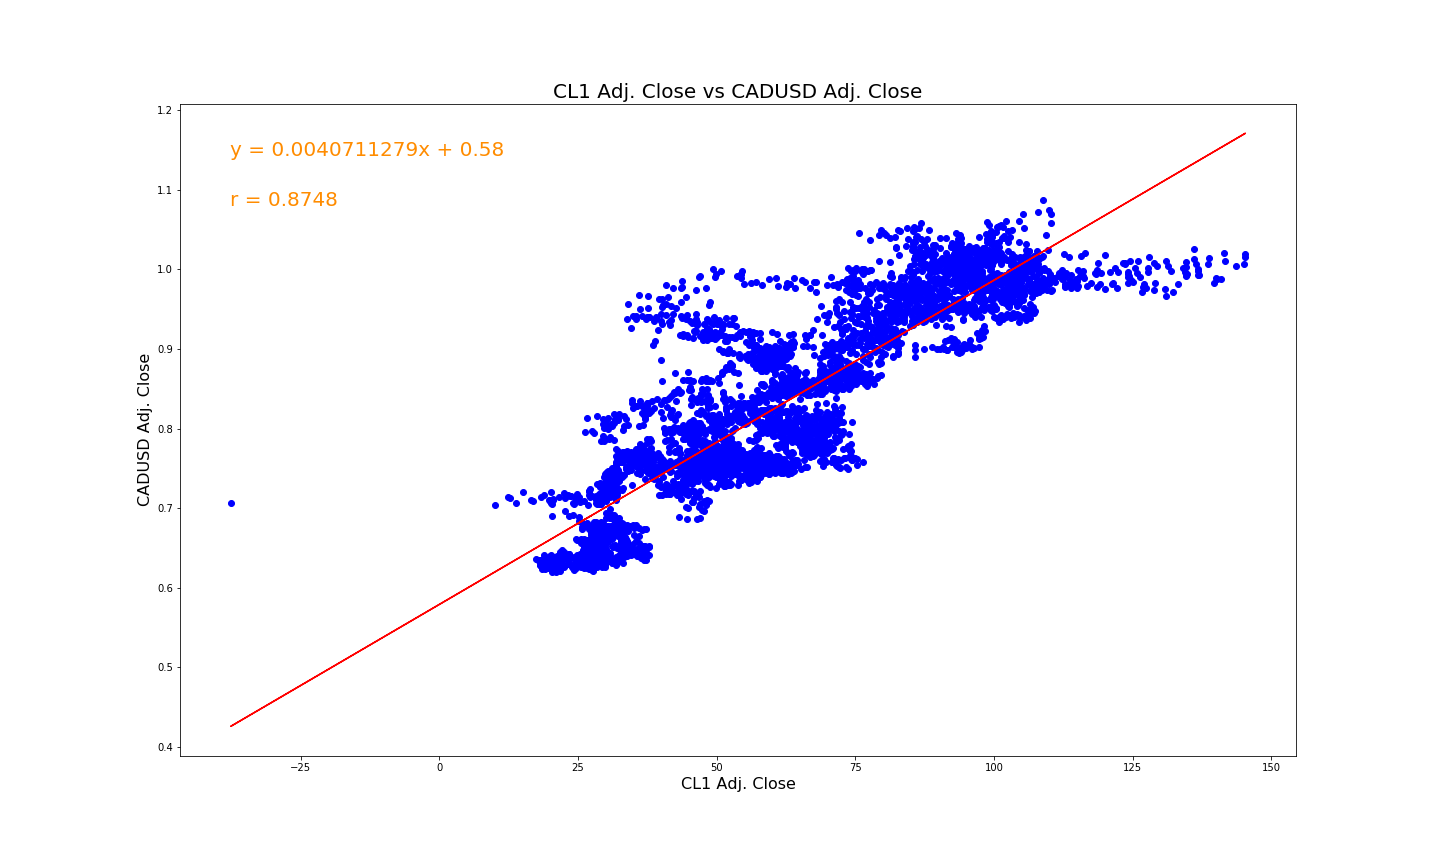 CL1 Adj. Close vs CADUSD Adj. Close
y = 0.0040711279x + 0.58
r = 0.8748
CADUSD Adj. Close
1.2
1.1
1.0
0.9
0.8
0.7
0.6
0.5
0.4
−25 0 25 50 75 100 125 150
CL1 Adj. Close